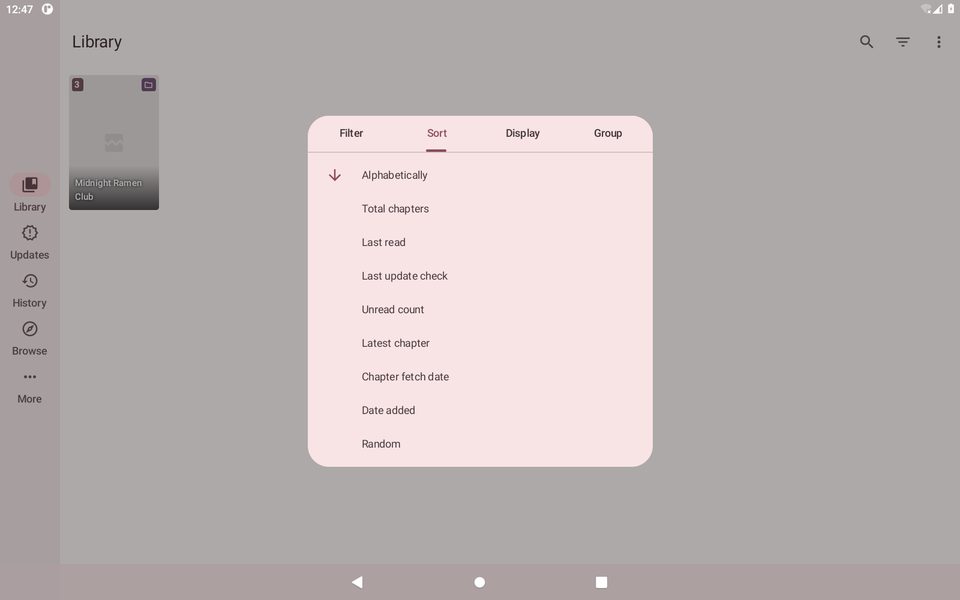 12:47
Library
3
Midnight Ramen
Club
Library
Updates
History
Browse
More
Filter
Sort
Display
Group
Alphabetically
Total chapters
Last read
Last update check
Unread count
Latest chapter
Chapter fetch date
Date added
Random